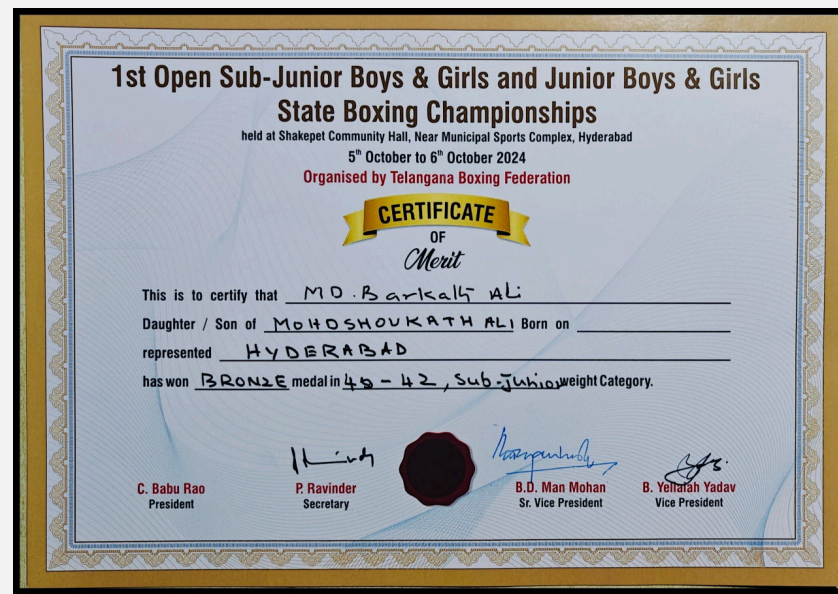 1st Open Sub-Junior Boys & Girls and Junior Boys & Girls
State Boxing Championships
held at Shakepet Community Hall, Near Municipal Sports Complex, Hyderabad
5th October to 6th October 2024
Organised by Telangana Boxing Federation
CERTIFICATE
OF
Merit
This is to certify that MD. Barkath Ali
Daughter / Son of MOHDSHOUKATH ALI Born on
represented HYDERABAD
has won BRONZE medal in 40 - 42, Sub-Junior weight Category.
C. Babu Rao P. Ravinder B.D. Man Mohan B. Yellaiah Yadav
President Secretary Sr. Vice President Vice President